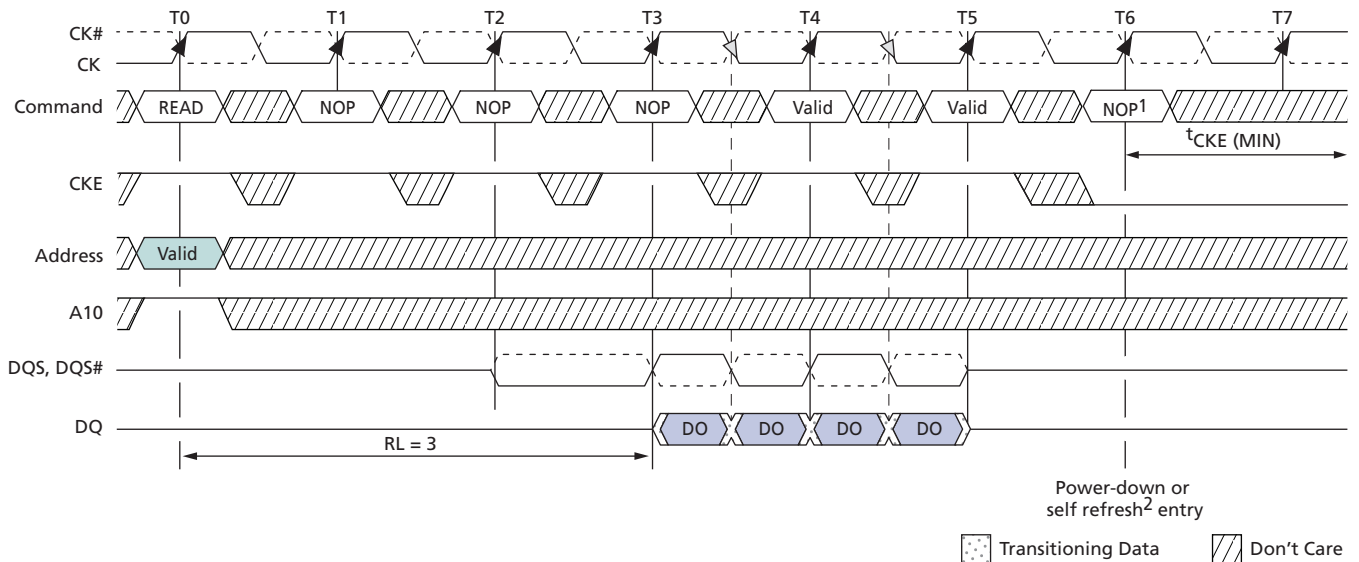 T0 T1 T2 T3 T4 T5 T6 T7
CK#
CK
Command READ NOP NOP NOP Valid Valid NOP1
tCKE (MIN)
CKE
Address Valid
A10
DQS, DQS#
DQ DO DO DO DO
RL = 3
Power-down or
self refresh2 entry
Transitioning Data Don't Care